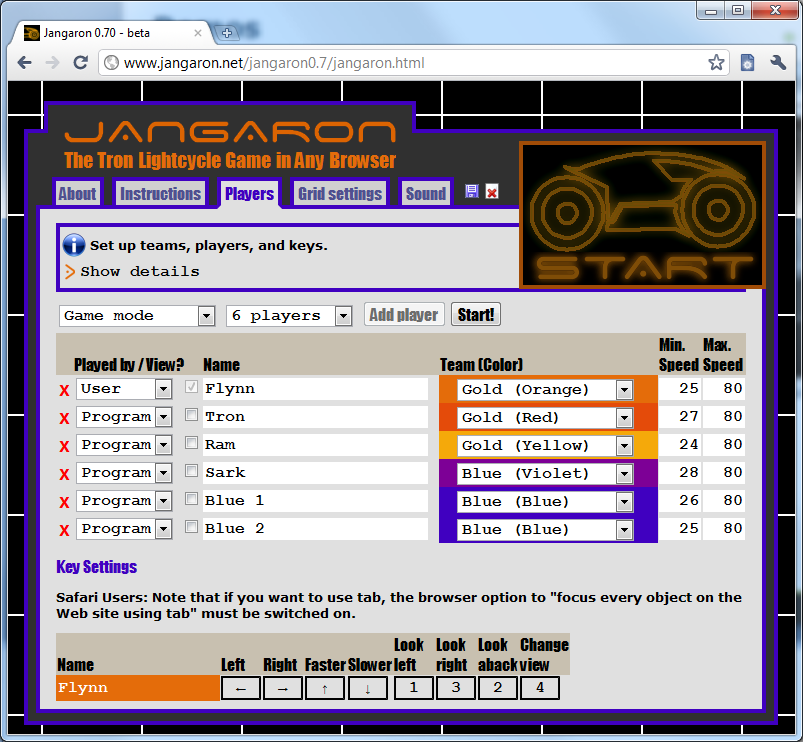 Demos
Jangaron 0.70 - beta
www.jangaron.net/jangaron0.7/jangaron.html
JANGARON
The Tron Lightcycle Game in Any Browser
About Instructions Players Grid settings Sound
START
Set up teams, players, and keys.
Show details
Game mode 6 players Add player Start!
Played by / View? Name Team (Color) Min. Speed Max. Speed
X User Flynn Gold (Orange) 25 80
X Program Tron Gold (Red) 27 80
X Program Ram Gold (Yellow) 24 80
X Program Sark Blue (Violet) 28 80
X Program Blue 1 Blue (Blue) 26 80
X Program Blue 2 Blue (Blue) 25 80
Key Settings
Safari Users: Note that if you want to use tab, the browser option to "focus every object on the
Web site using tab" must be switched on.
Name Left Right Faster Slower Look left Look right Look aback Change view
Flynn ← → ↑ ↓ 1 3 2 4